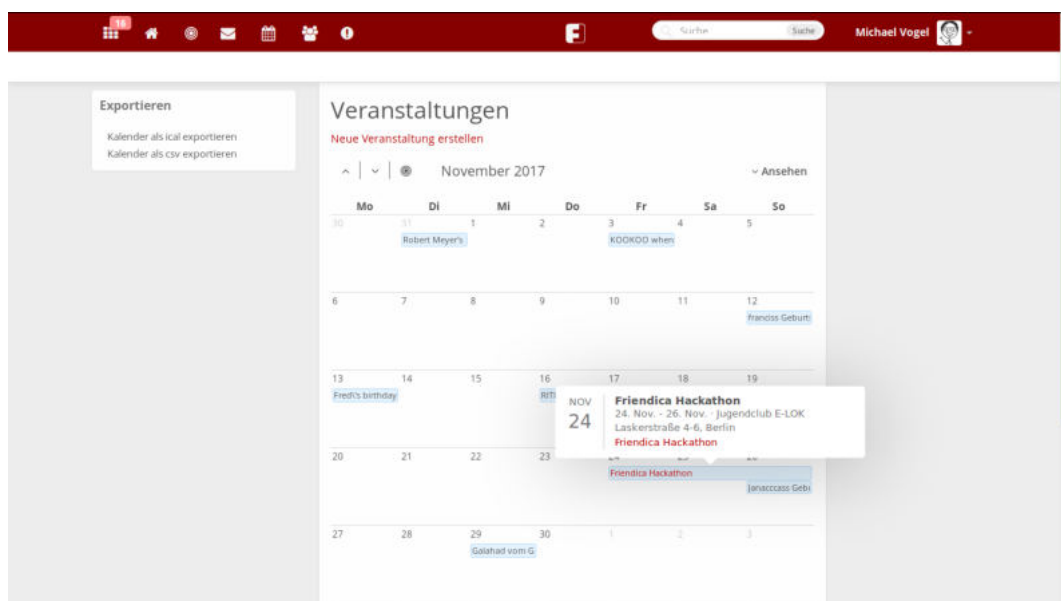 16
Suche
Suche
Michael Vogel
Exportieren
Kalender als ical exportieren
Kalender als csv exportieren
Veranstaltungen
Neue Veranstaltung erstellen
November 2017
Ansehen
Mo Di Mi Do Fr Sa So
30 31 1 2 3 4 5
Robert Meyer's KOOKOO when
6 7 8 9 10 11 12
franciss Geburt
13 14 15 16 17 18 19
Fredi's birthday
NOV
24
Friendica Hackathon
24. Nov. - 26. Nov. · Jugendclub E-LOK
Laskerstraße 4-6, Berlin
Friendica Hackathon
20 21 22 23
Friendica Hackathon
27 28 29 30 1 2 3
Galahad vom G